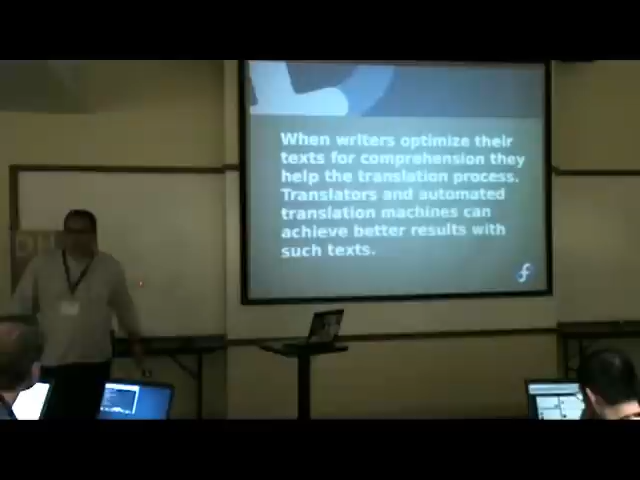 When writers optimize their
texts for comprehension they
help the translation process.
Translators and automated
translation machines can
achieve better results with
such texts.